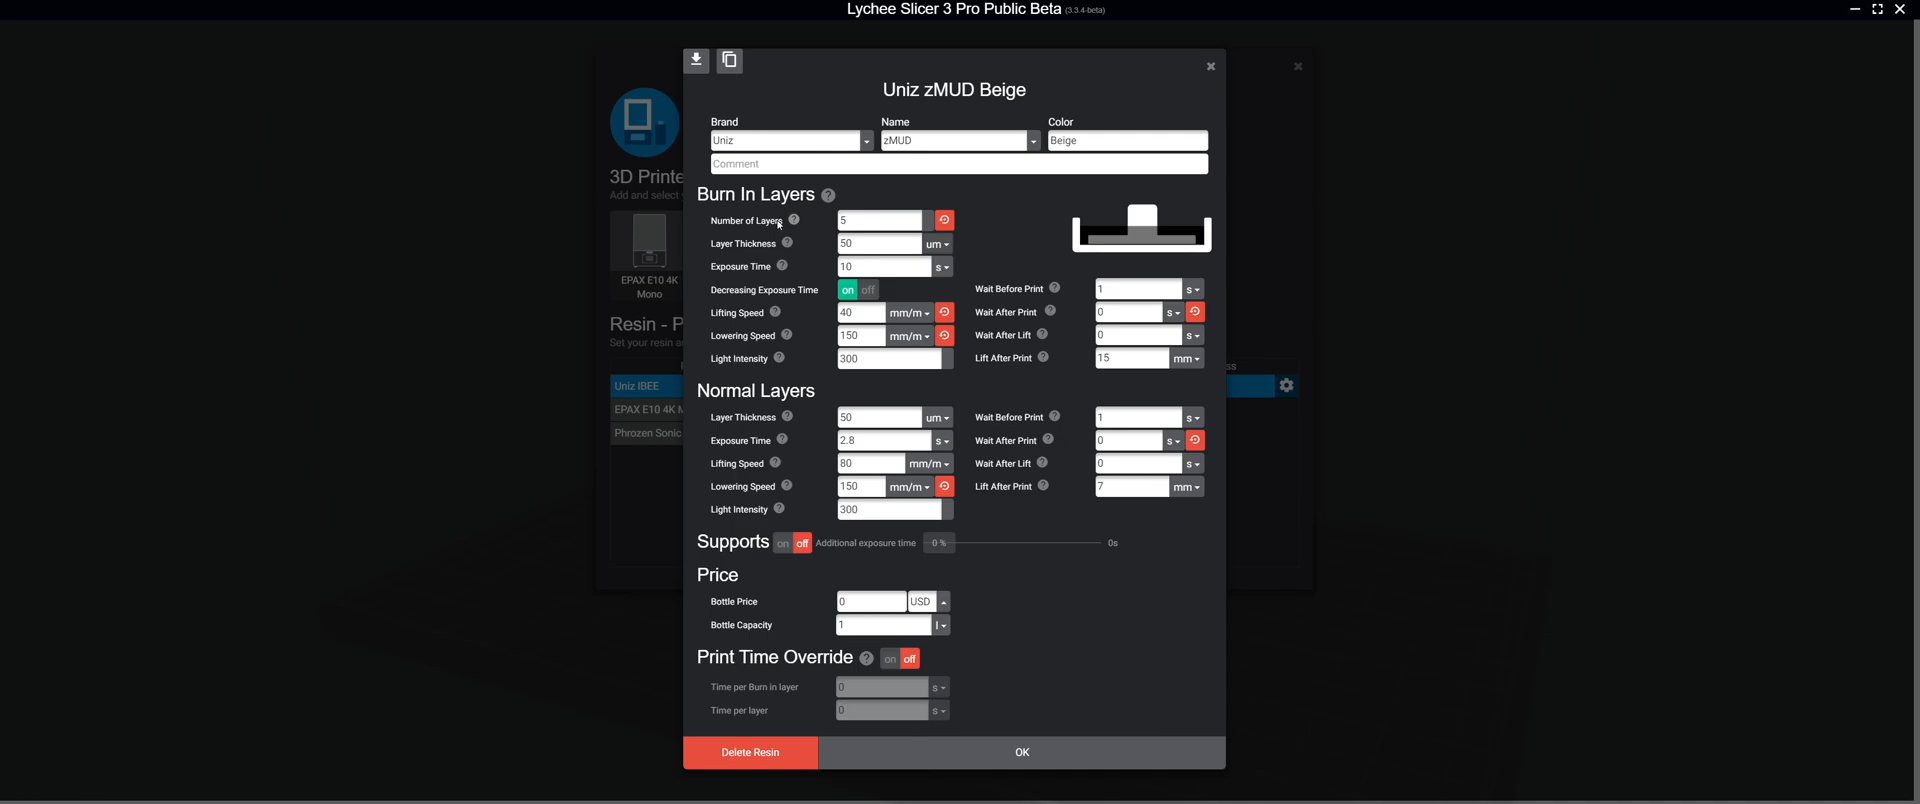 Lychee Slicer 3 Pro Public Beta (3.3.4-beta)
Uniz zMUD Beige
Brand Name Color
Uniz zMUD Beige
Comment
Burn In Layers ?
Number of Layers ? 5
Layer Thickness ? 50 um
Exposure Time ? 10 s
Decreasing Exposure Time on off Wait Before Print ? 1 s
Lifting Speed ? 40 mm/m Wait After Print ? 0 s
Lowering Speed ? 150 mm/m Wait After Lift ? 0 s
Light Intensity ? 300 Lift After Print ? 15 mm
Normal Layers
Layer Thickness ? 50 um Wait Before Print ? 1 s
Exposure Time ? 2.8 s Wait After Print ? 0 s
Lifting Speed ? 80 mm/m Wait After Lift ? 0 s
Lowering Speed ? 150 mm/m Lift After Print ? 7 mm
Light Intensity ? 300
Supports on off Additional exposure time 0 % 0s
Price
Bottle Price 0 USD
Bottle Capacity 1 l
Print Time Override ? on off
Time per Burn in layer 0 s
Time per layer 0 s
Delete Resin OK
3D Printe
Add and select
EPAX E10 4K
Mono
Resin - P
Set your resin a
ss
Uniz IBEE
EPAX E10 4K M
Phrozen Sonic